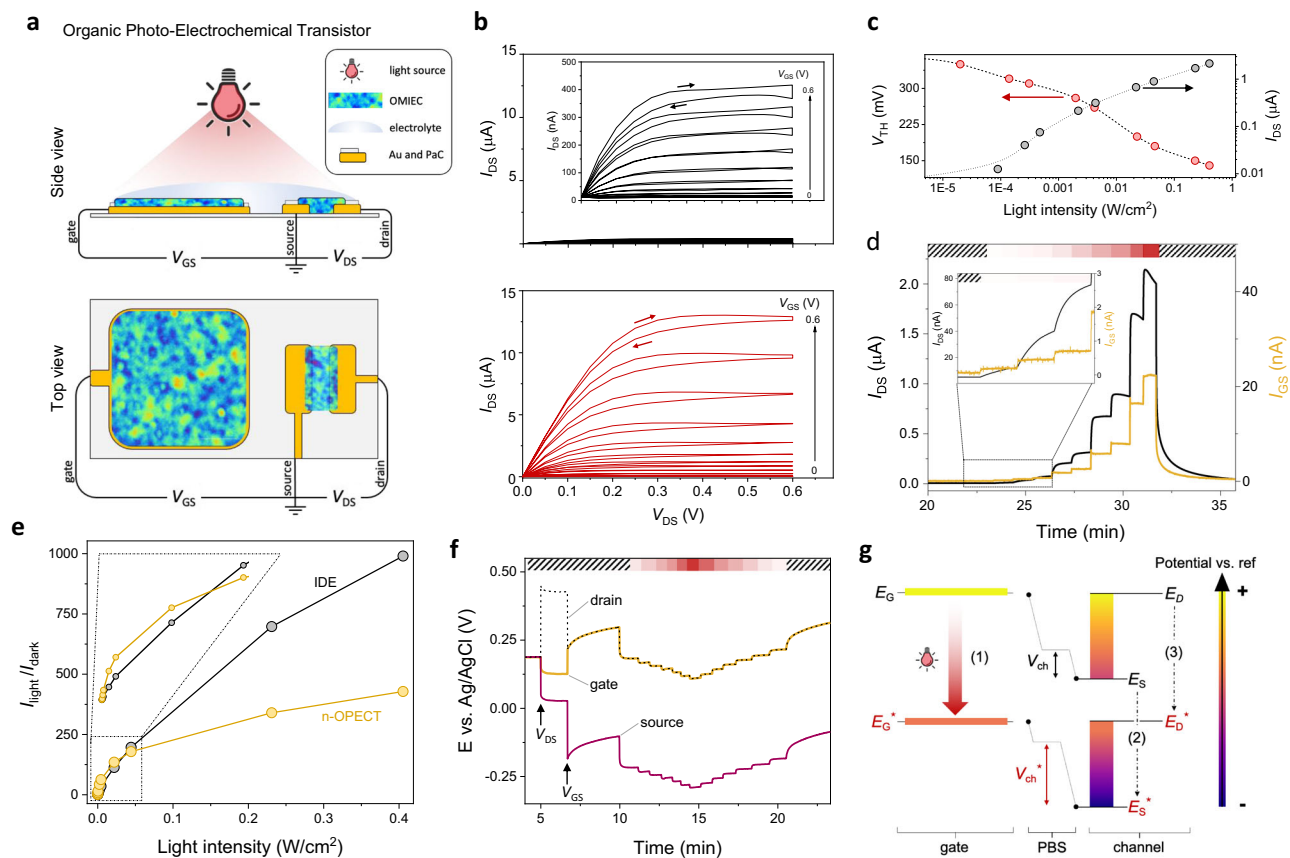 a
Organic Photo-Electrochemical Transistor
light source
OMIEC
electrolyte
Au and PaC
Side view
gate
source
drain
V_GS
V_DS
Top view
gate
source
drain
V_GS
V_DS
b
15
10
5
0
I_DS (µA)
500
400
300
200
100
0
I_DS (nA)
V_GS (V)
0.6
0
15
10
5
0
I_DS (µA)
V_GS (V)
0.6
0
0.0 0.1 0.2 0.3 0.4 0.5 0.6
V_DS (V)
c
350
300
250
200
150
V_TH (mV)
1
0.1
0.01
I_DS (µA)
1E-5 1E-4 0.001 0.01 0.1 1
Light intensity (W/cm²)
d
2.0
1.5
1.0
0.5
0.0
I_DS (µA)
80
60
40
20
I_DS (nA)
3
2
1
0
I_GS (nA)
40
20
0
I_GS (nA)
20 25 30 35
Time (min)
e
1000
750
500
250
0
I_light/I_dark
IDE
n-OPECT
0.0 0.1 0.2 0.3 0.4
Light intensity (W/cm²)
f
0.50
0.25
0.00
-0.25
E vs. Ag/AgCl (V)
drain
gate
source
V_DS
V_GS
5 10 15 20
Time (min)
g
Potential vs. ref
+
-
E_G
E_D
(1)
V_ch
(3)
E_S
E_G*
E_D*
(2)
V_ch*
E_S*
gate
PBS
channel